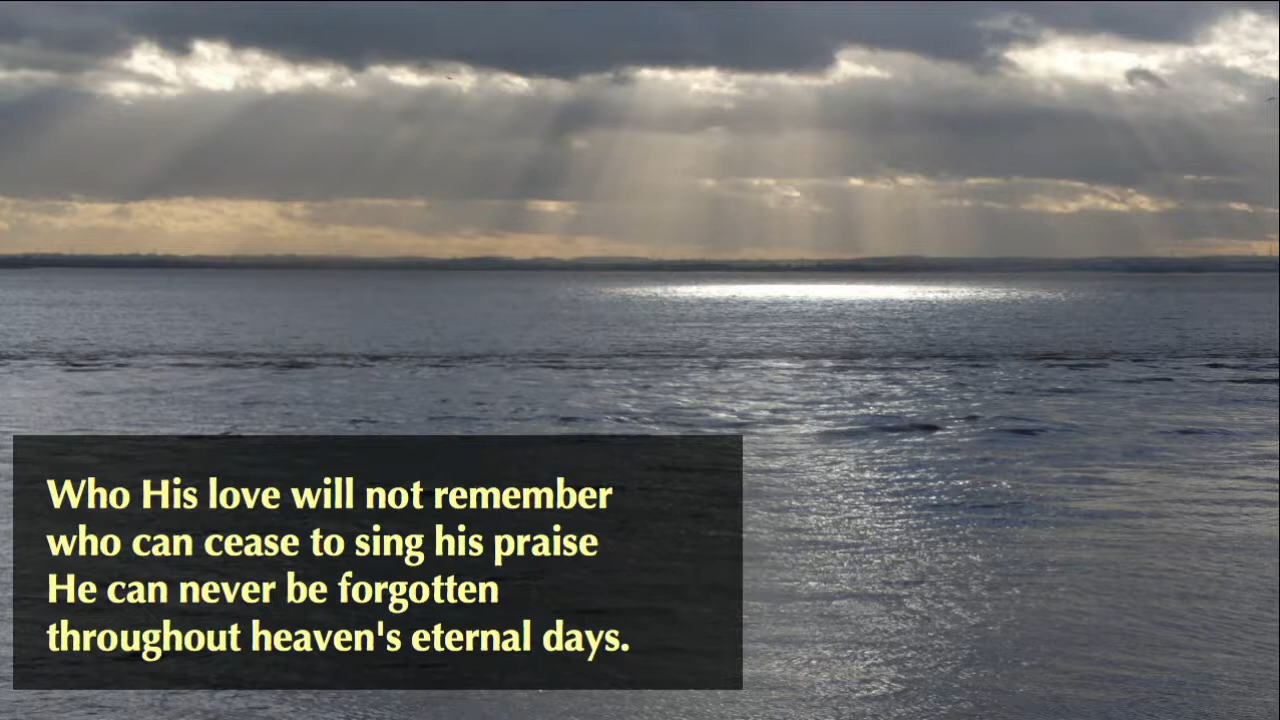 Who His love will not remember
who can cease to sing his praise
He can never be forgotten
throughout heaven's eternal days.